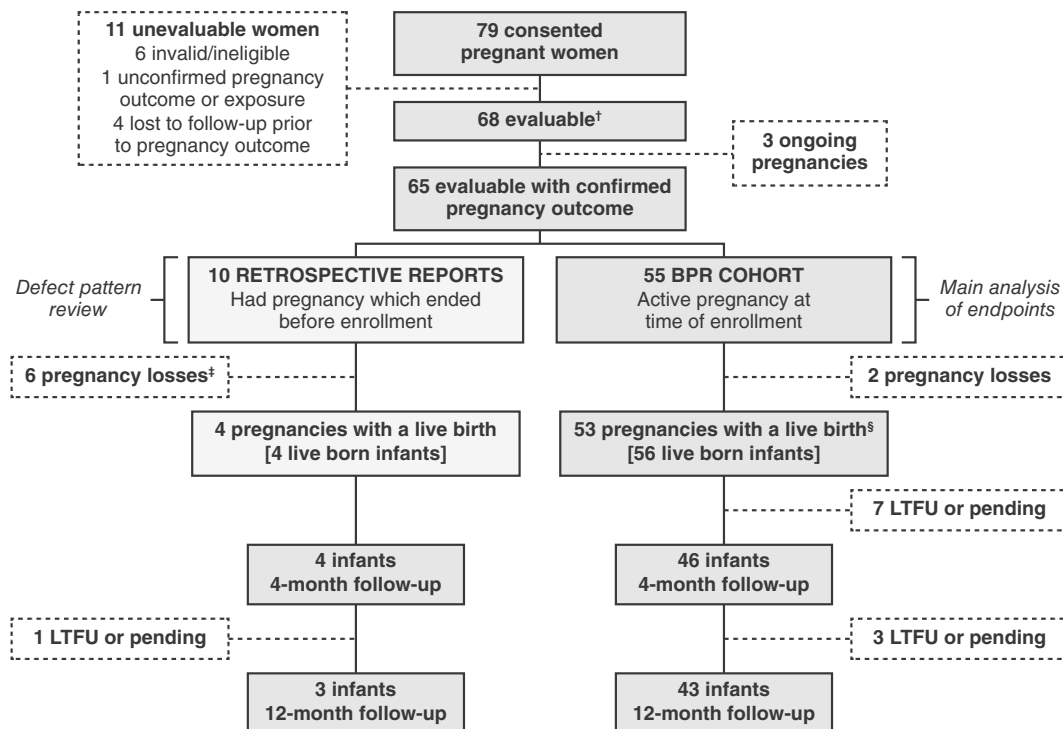 11 unevaluable women
6 invalid/ineligible
1 unconfirmed pregnancy
outcome or exposure
4 lost to follow-up prior
to pregnancy outcome
79 consented
pregnant women
68 evaluable†
3 ongoing
pregnancies
65 evaluable with confirmed
pregnancy outcome
Defect pattern
review
10 RETROSPECTIVE REPORTS
Had pregnancy which ended
before enrollment
55 BPR COHORT
Active pregnancy at
time of enrollment
Main analysis
of endpoints
6 pregnancy losses‡
2 pregnancy losses
4 pregnancies with a live birth
[4 live born infants]
53 pregnancies with a live birth§
[56 live born infants]
7 LTFU or pending
4 infants
4-month follow-up
46 infants
4-month follow-up
1 LTFU or pending
3 LTFU or pending
3 infants
12-month follow-up
43 infants
12-month follow-up